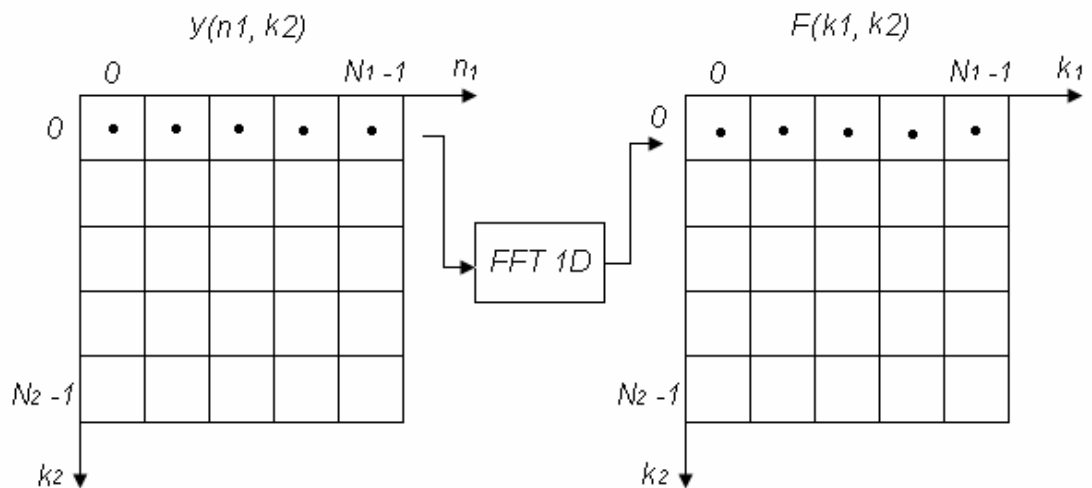 y(n1, k2)
F(k1, k2)
0 N1 -1 n1
0 N1 -1 k1
0
0
FFT 1D
N2 -1
N2 -1
k2
k2